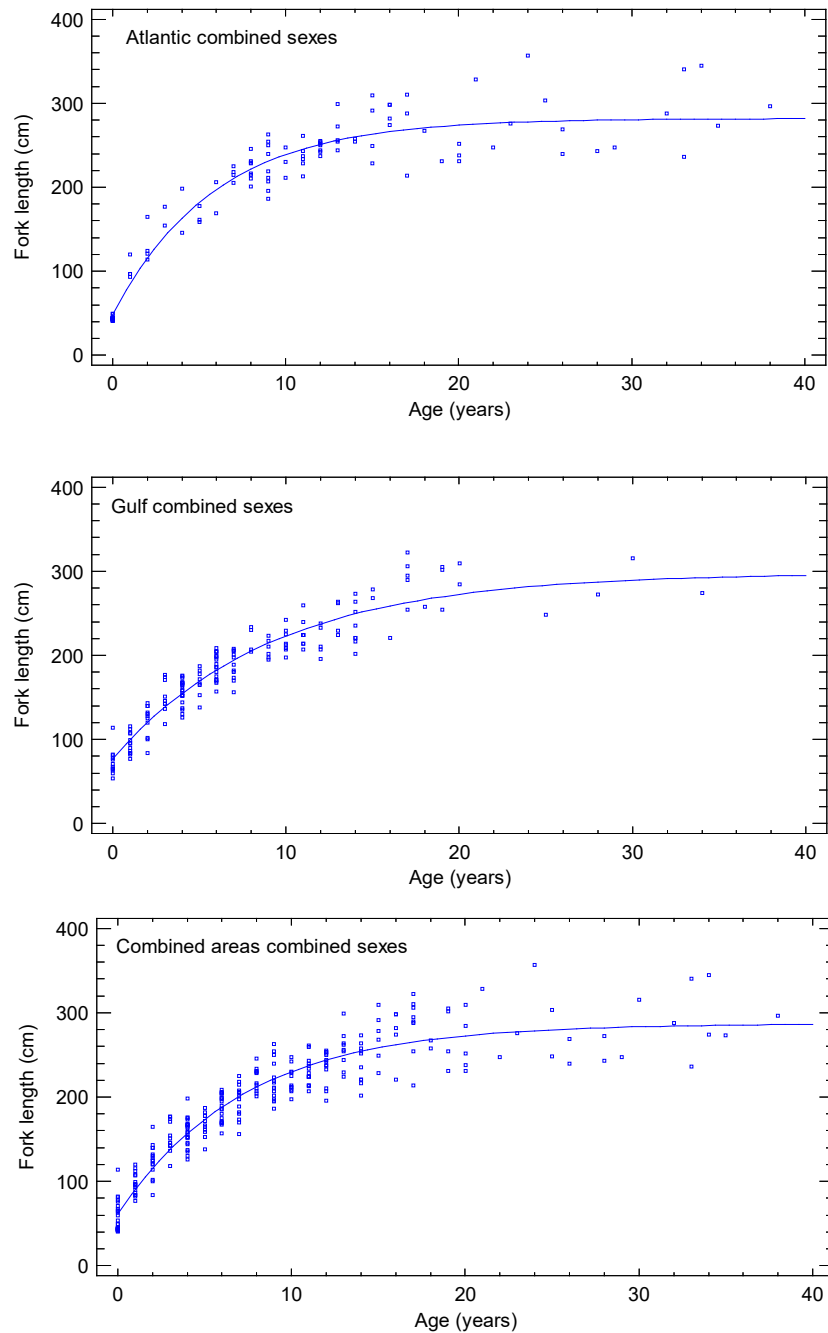 Atlantic combined sexes
400
300
200
100
0
Fork length (cm)
0 10 20 30 40
Age (years)
Gulf combined sexes
400
300
200
100
0
Fork length (cm)
0 10 20 30 40
Age (years)
Combined areas combined sexes
400
300
200
100
0
Fork length (cm)
0 10 20 30 40
Age (years)